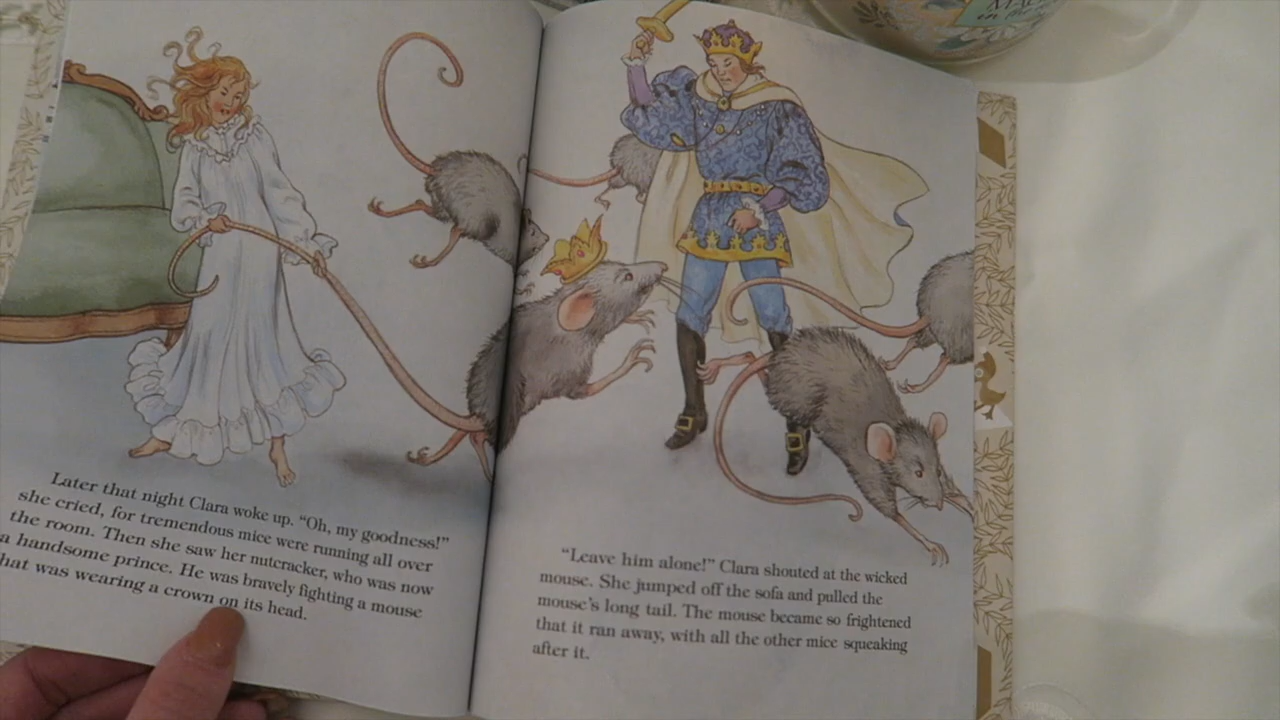 Later that night Clara woke up. “Oh, my goodness!”
she cried, for tremendous mice were running all over
the room. Then she saw her nutcracker, who was now
a handsome prince. He was bravely fighting a mouse
hat was wearing a crown on its head.
“Leave him alone!” Clara shouted at the wicked
mouse. She jumped off the sofa and pulled the
mouse’s long tail. The mouse became so frightened
that it ran away, with all the other mice squeaking
after it.